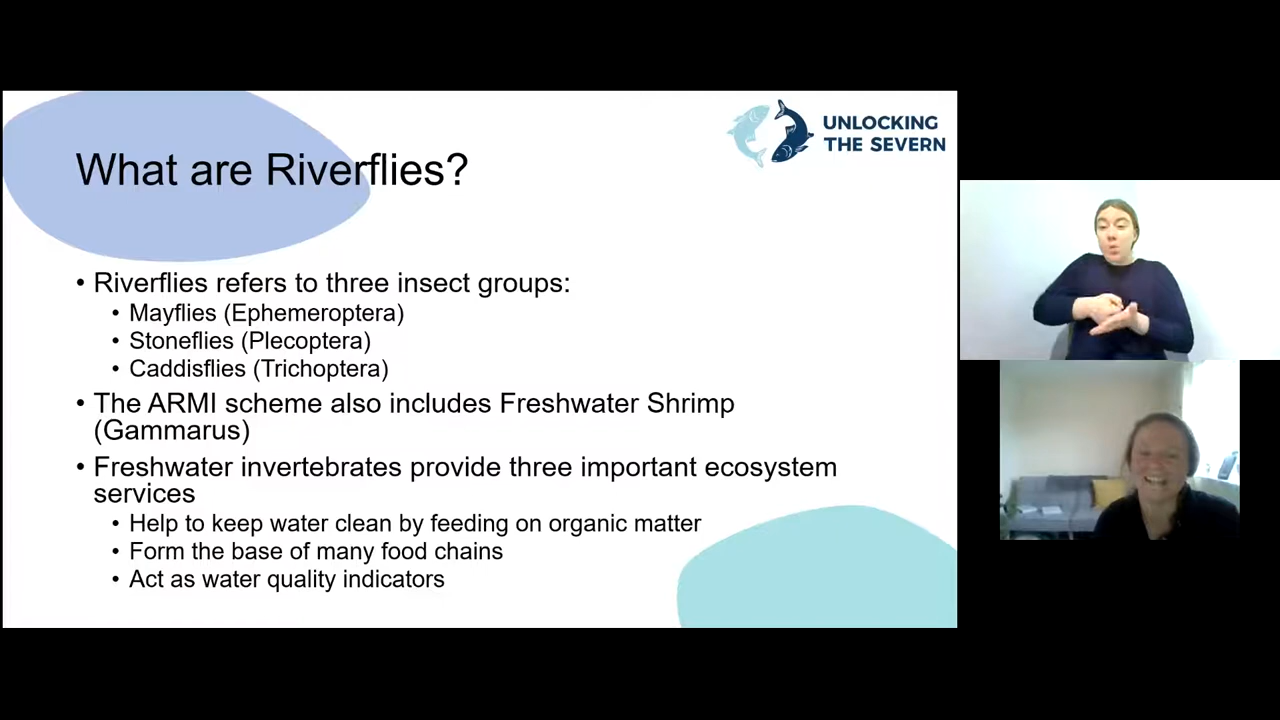 UNLOCKING
THE SEVERN
What are Riverflies?
• Riverflies refers to three insect groups:
• Mayflies (Ephemeroptera)
• Stoneflies (Plecoptera)
• Caddisflies (Trichoptera)
• The ARMI scheme also includes Freshwater Shrimp
(Gammarus)
• Freshwater invertebrates provide three important ecosystem
services
• Help to keep water clean by feeding on organic matter
• Form the base of many food chains
• Act as water quality indicators